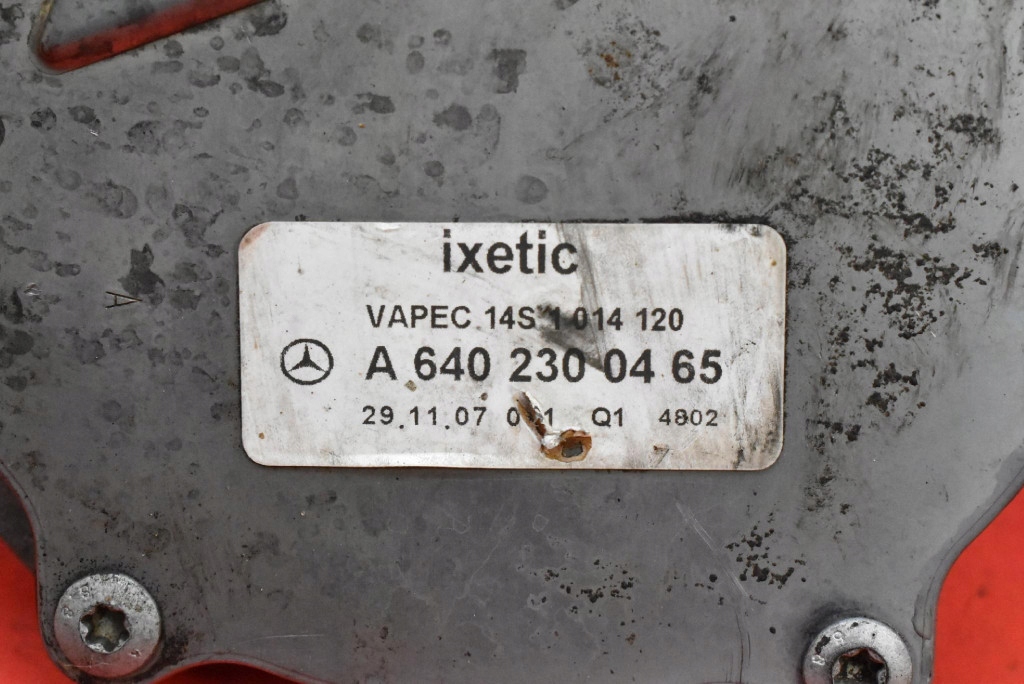 ixetic
VAPEC 14S 1 014 120
A 640 230 04 65
29.11.07 Q1 4802
A